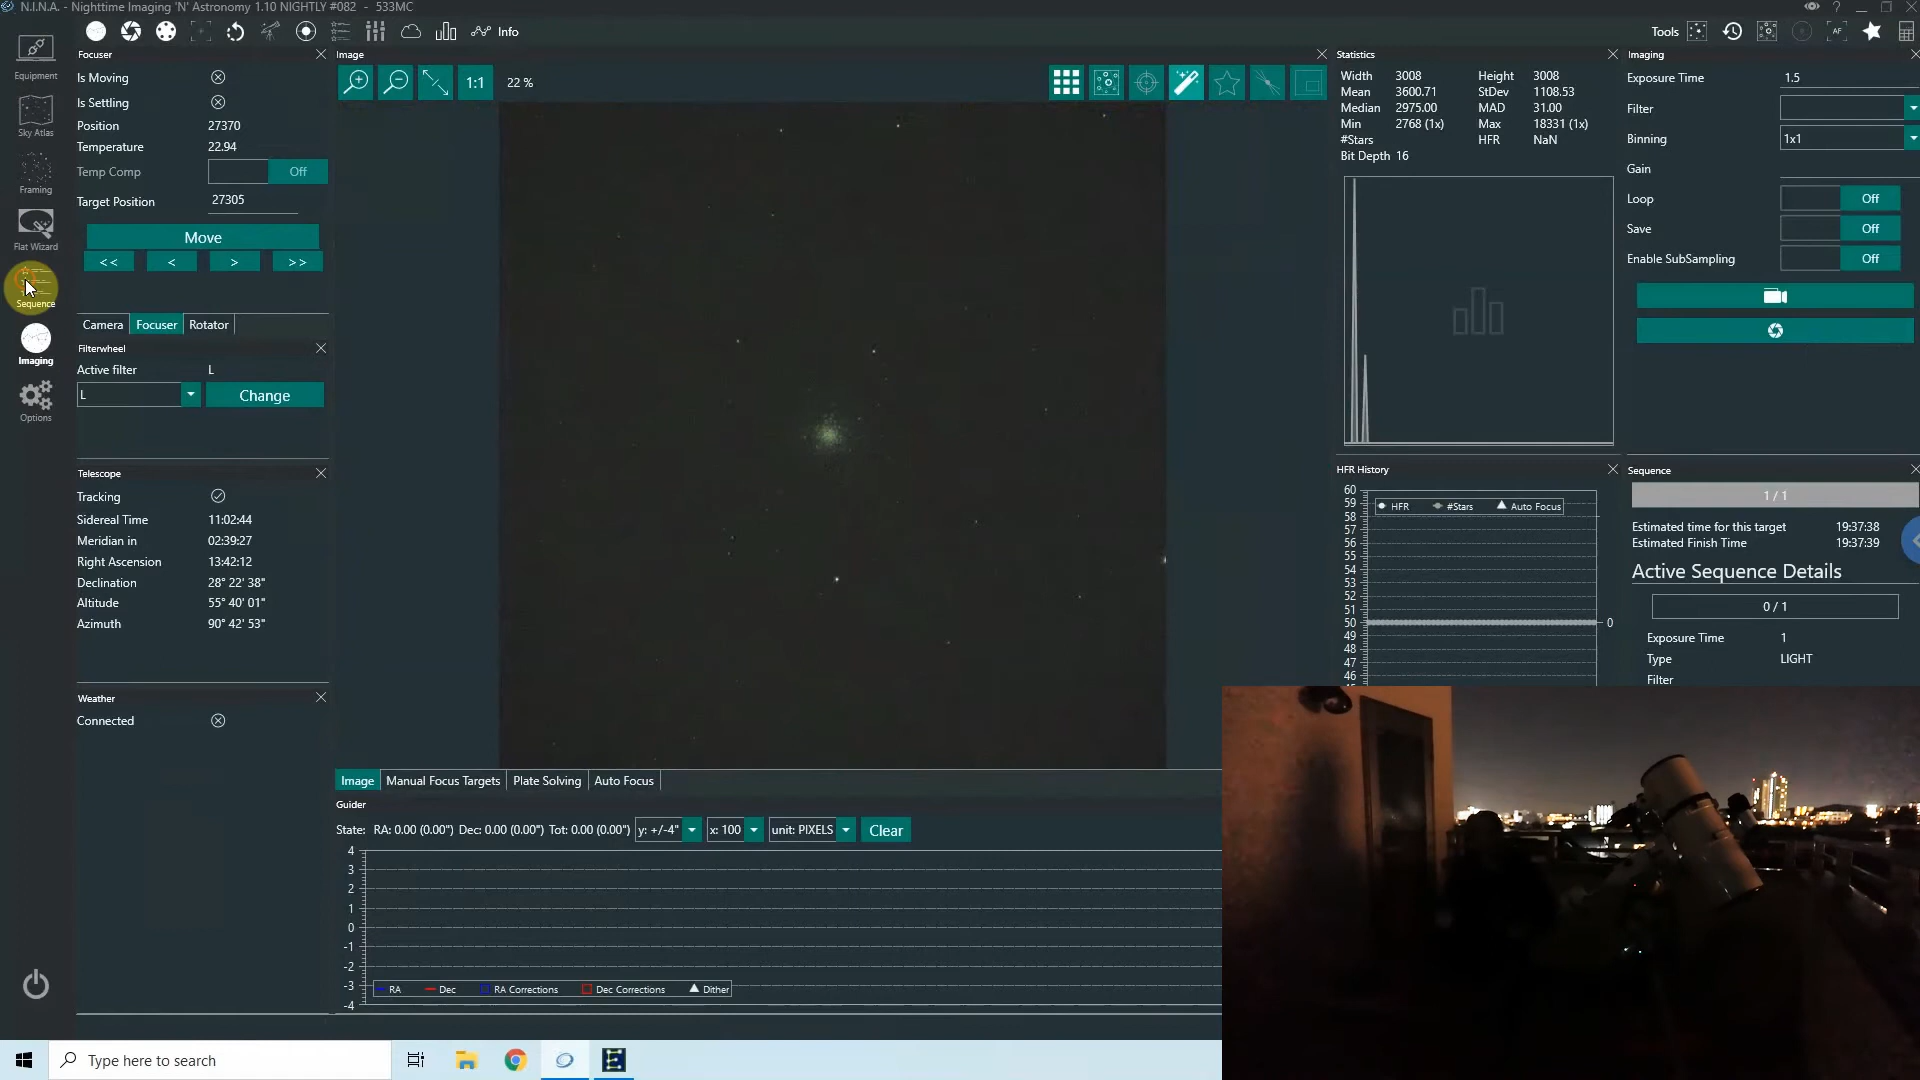 N.I.N.A. - Nighttime Imaging 'N' Astronomy 1.10 NIGHTLY #082 - 533MC
Info
Tools
AF
Equipment
Sky Atlas
Framing
Flat Wizard
Sequence
Imaging
Options
Focuser
Is Moving
Is Settling
Position 27370
Temperature 22.94
Temp Comp Off
Target Position 27305
Move
<< < > >>
Camera Focuser Rotator
Filterwheel
Active filter L
L Change
Telescope
Tracking
Sidereal Time 11:02:44
Meridian in 02:39:27
Right Ascension 13:42:12
Declination 28° 22' 38"
Altitude 55° 40' 01"
Azimuth 90° 42' 53"
Weather
Connected
Image
1:1 22 %
Image Manual Focus Targets Plate Solving Auto Focus
Guider
State: RA: 0.00 (0.00") Dec: 0.00 (0.00") Tot: 0.00 (0.00") y: +/-4" x: 100 unit: PIXELS Clear
4
3
2
1
0
-1
-2
-3
-4
RA Dec RA Corrections Dec Corrections Dither
Statistics
Width 3008 Height 3008
Mean 3600.71 StDev 1108.53
Median 2975.00 MAD 31.00
Min 2768 (1x) Max 18331 (1x)
#Stars HFR NaN
Bit Depth 16
HFR History
60
59
58
57
56
55
54
53
52
51
50
49
48
47
46
HFR #Stars Auto Focus
0
Imaging
Exposure Time 1.5
Filter
Binning 1x1
Gain
Loop Off
Save Off
Enable SubSampling Off
Sequence
1 / 1
Estimated time for this target 19:37:38
Estimated Finish Time 19:37:39
Active Sequence Details
0 / 1
Exposure Time 1
Type LIGHT
Filter
Type here to search